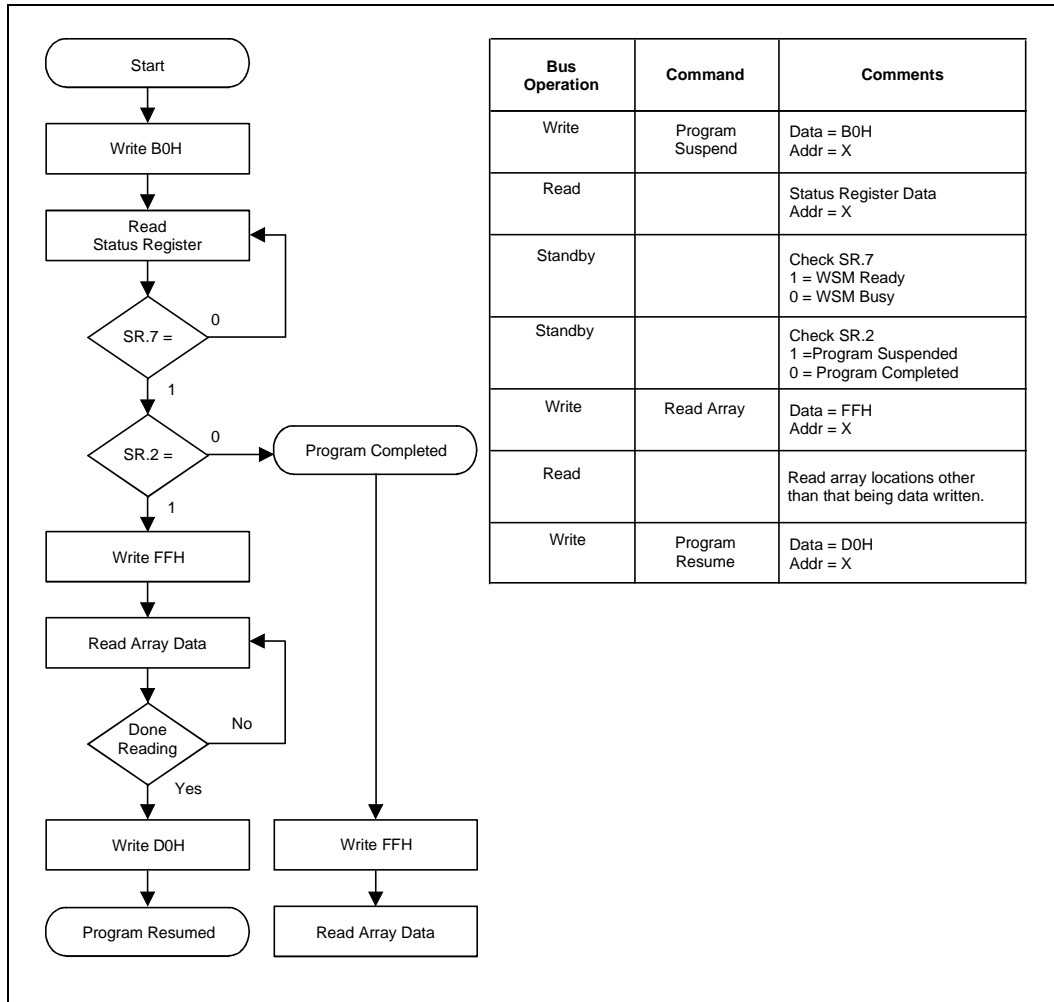 Start
Write B0H
Read
Status Register
SR.7 =
0
1
SR.2 =
0
Program Completed
1
Write FFH
Read Array Data
Done
Reading
No
Yes
Write D0H
Write FFH
Program Resumed
Read Array Data
Bus
Operation
Command
Comments
Write
Program
Suspend
Data = B0H
Addr = X
Read
Status Register Data
Addr = X
Standby
Check SR.7
1 = WSM Ready
0 = WSM Busy
Standby
Check SR.2
1 =Program Suspended
0 = Program Completed
Write
Read Array
Data = FFH
Addr = X
Read
Read array locations other
than that being data written.
Write
Program
Resume
Data = D0H
Addr = X